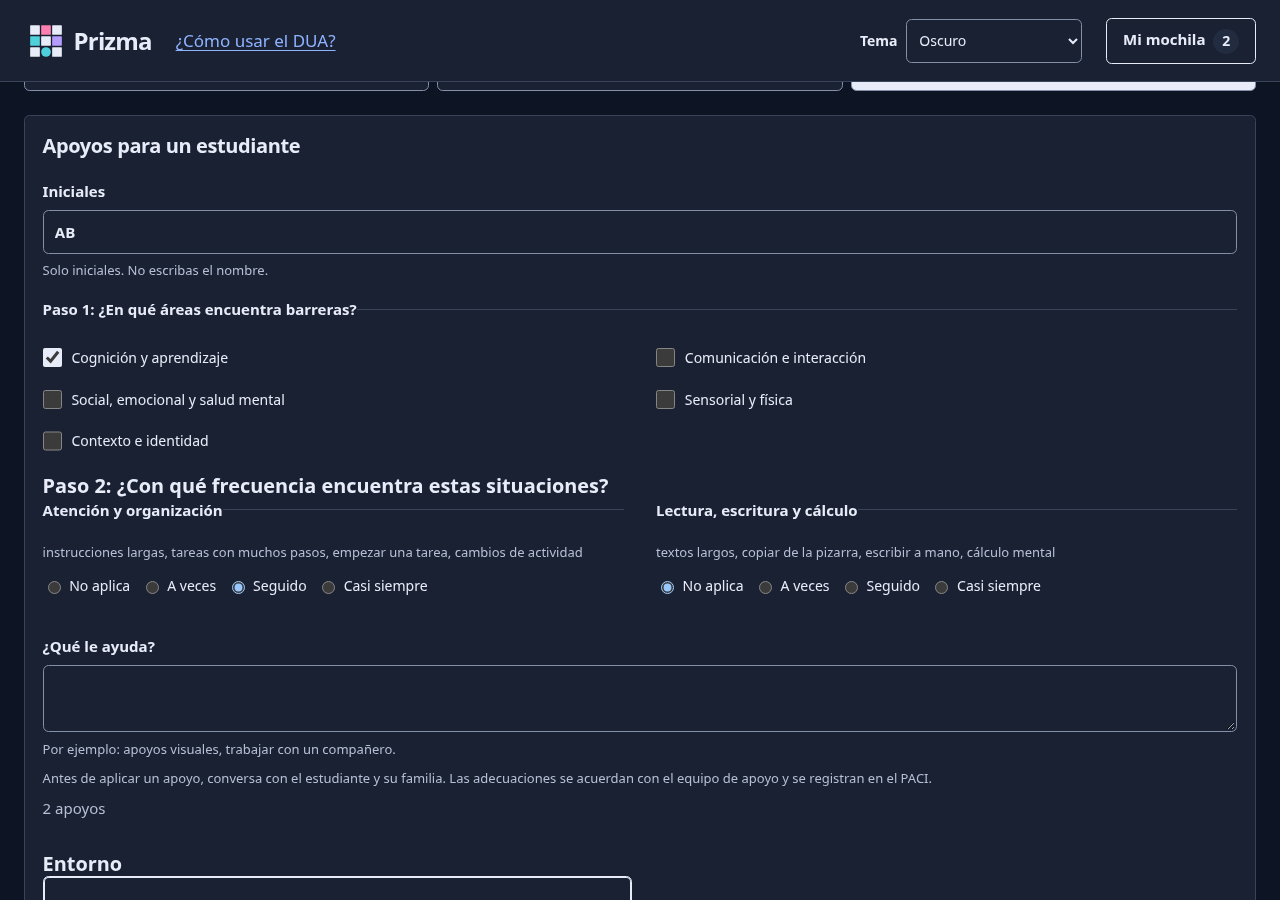 Prizma
¿Cómo usar el DUA?
Tema
Oscuro
Mi mochila 2
Apoyos para un estudiante
Iniciales
AB
Solo iniciales. No escribas el nombre.
Paso 1: ¿En qué áreas encuentra barreras?
Cognición y aprendizaje
Comunicación e interacción
Social, emocional y salud mental
Sensorial y física
Contexto e identidad
Paso 2: ¿Con qué frecuencia encuentra estas situaciones?
Atención y organización
instrucciones largas, tareas con muchos pasos, empezar una tarea, cambios de actividad
No aplica A veces Seguido Casi siempre
Lectura, escritura y cálculo
textos largos, copiar de la pizarra, escribir a mano, cálculo mental
No aplica A veces Seguido Casi siempre
¿Qué le ayuda?
Por ejemplo: apoyos visuales, trabajar con un compañero.
Antes de aplicar un apoyo, conversa con el estudiante y su familia. Las adecuaciones se acuerdan con el equipo de apoyo y se registran en el PACI.
2 apoyos
Entorno